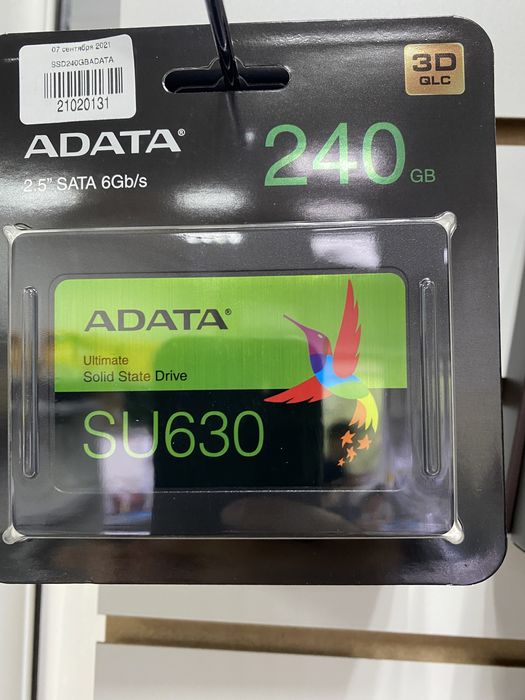 07 сентября 2021
SSD240GBADATA
21020131
3D
QLC
ADATA®
240 GB
2.5" SATA 6Gb/s
ADATA®
Ultimate
Solid State Drive
SU630